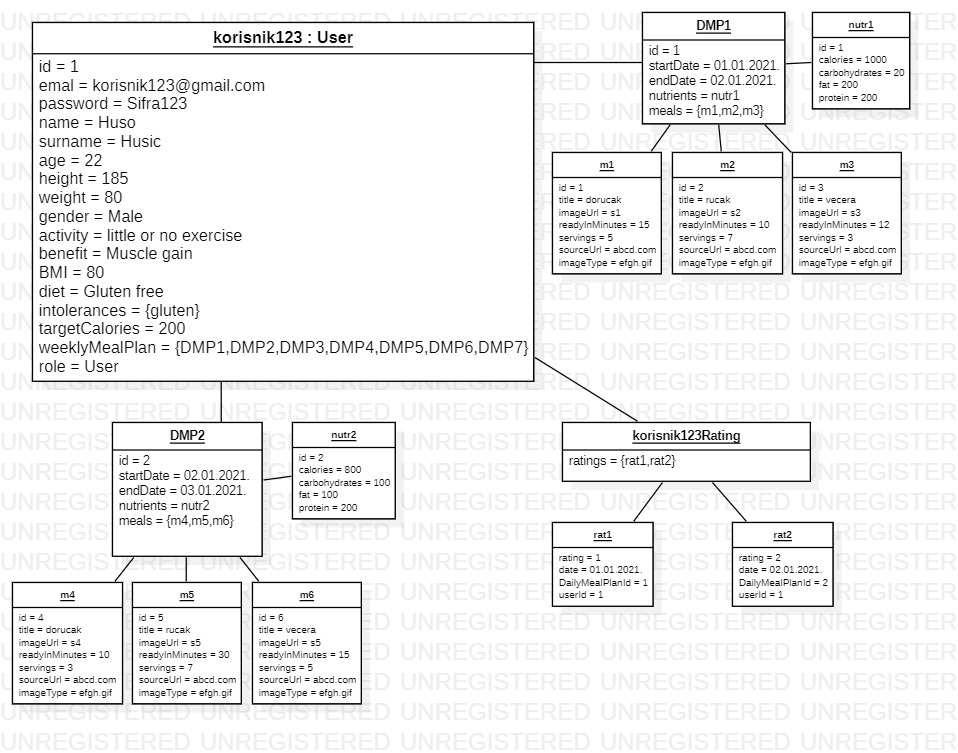 korisnik123 : User
id = 1
emal = korisnik123@gmail.com
password = Sifra123
name = Huso
surname = Husic
age = 22
height = 185
weight = 80
gender = Male
activity = little or no exercise
benefit = Muscle gain
BMI = 80
diet = Gluten free
intolerances = {gluten}
targetCalories = 200
weeklyMealPlan = {DMP1,DMP2,DMP3,DMP4,DMP5,DMP6,DMP7}
role = User
DMP1
id = 1
startDate = 01.01.2021.
endDate = 02.01.2021.
nutrients = nutr1
meals = {m1,m2,m3}
nutr1
id = 1
calories = 1000
carbohydrates = 20
fat = 200
protein = 200
m1
id = 1
title = dorucak
imageUrl = s1
readyInMinutes = 15
servings = 5
sourceUrl = abcd.com
imageType = efgh.gif
m2
id = 2
title = rucak
imageUrl = s2
readyInMinutes = 10
servings = 7
sourceUrl = abcd.com
imageType = efgh.gif
m3
id = 3
title = vecera
imageUrl = s3
readyInMinutes = 12
servings = 3
sourceUrl = abcd.com
imageType = efgh.gif
DMP2
id = 2
startDate = 02.01.2021.
endDate = 03.01.2021.
nutrients = nutr2
meals = {m4,m5,m6}
nutr2
id = 2
calories = 800
carbohydrates = 100
fat = 100
protein = 200
korisnik123Rating
ratings = {rat1,rat2}
rat1
rating = 1
date = 01.01.2021.
DailyMealPlanId = 1
userId = 1
rat2
rating = 2
date = 02.01.2021.
DailyMealPlanId = 2
userId = 1
m4
id = 4
title = dorucak
imageUrl = s4
readyInMinutes = 10
servings = 3
sourceUrl = abcd.com
imageType = efgh.gif
m5
id = 5
title = rucak
imageUrl = s5
readyInMinutes = 30
servings = 7
sourceUrl = abcd.com
imageType = efgh.gif
m6
id = 6
title = vecera
imageUrl = s5
readyInMinutes = 15
servings = 5
sourceUrl = abcd.com
imageType = efgh.gif
UNREGISTERED